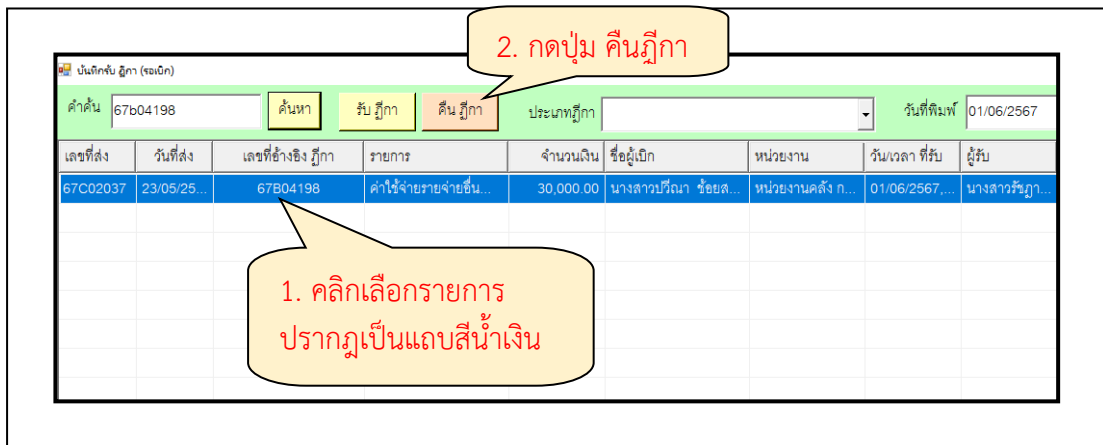 2. กดปุ่ม คืนฎีกา
บันทึกรับ ฎีกา (รอเบิก)
คำค้น 67b04198 ค้นหา รับ ฎีกา คืน ฎีกา ประเภทฎีกา วันที่พิมพ์ 01/06/2567
เลขที่ส่ง วันที่ส่ง เลขที่อ้างอิง ฎีกา รายการ จำนวนเงิน ชื่อผู้เบิก หน่วยงาน วัน/เวลา ที่รับ ผู้รับ
67C02037 23/05/25... 67B04198 ค่าใช้จ่ายรายจ่ายอื่น... 30,000.00 นางสาวปวีณา ช้อยส... หน่วยงานคลัง ก... 01/06/2567,... นางสาวรัชฎา...
1. คลิกเลือกรายการ
ปรากฏเป็นแถบสีน้ำเงิน